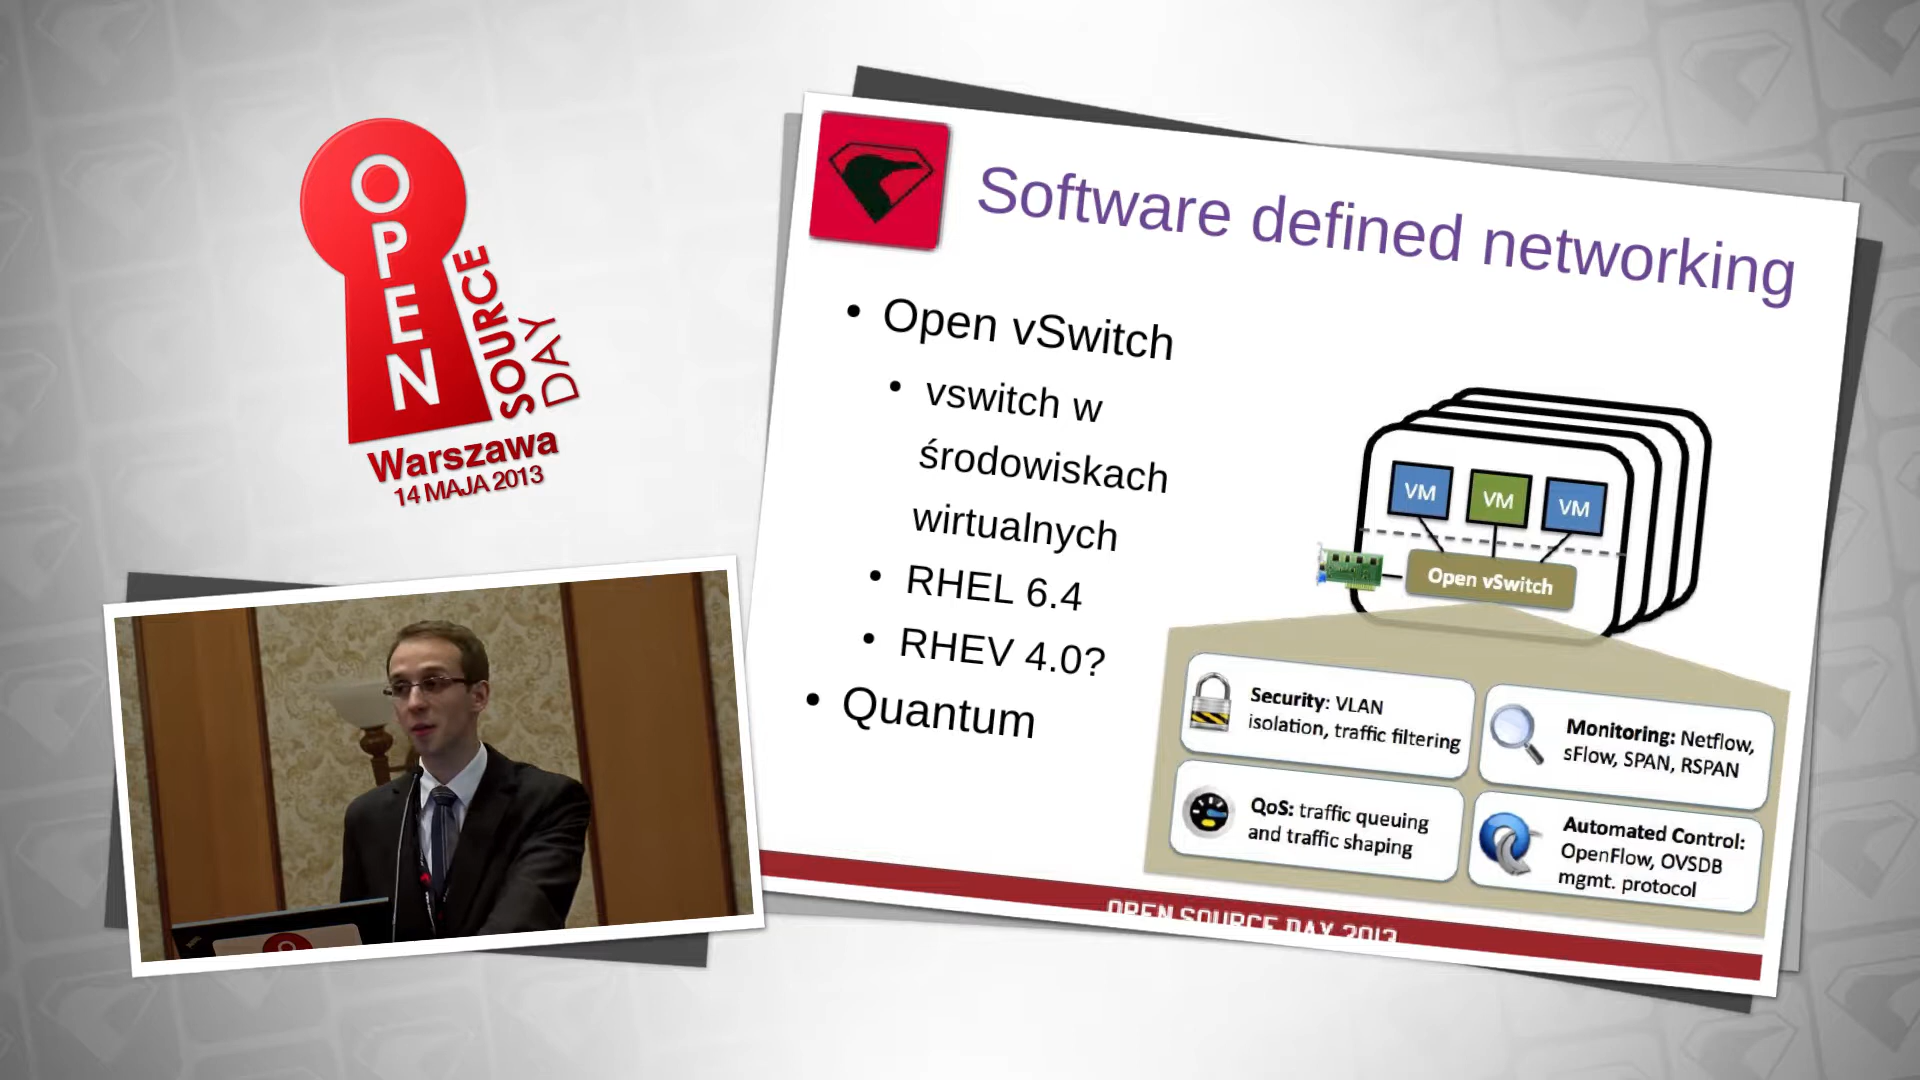 OPEN
SOURCE
DAY
Warszawa
14 MAJA 2013
Software defined networking
• Open vSwitch
• vswitch w
środowiskach
wirtualnych
• RHEL 6.4
• RHEV 4.0?
• Quantum
VM VM VM
Open vSwitch
Security: VLAN
isolation, traffic filtering
Monitoring: Netflow,
sFlow, SPAN, RSPAN
QoS: traffic queuing
and traffic shaping
Automated Control:
OpenFlow, OVSDB
mgmt. protocol
OPEN SOURCE DAY 2013